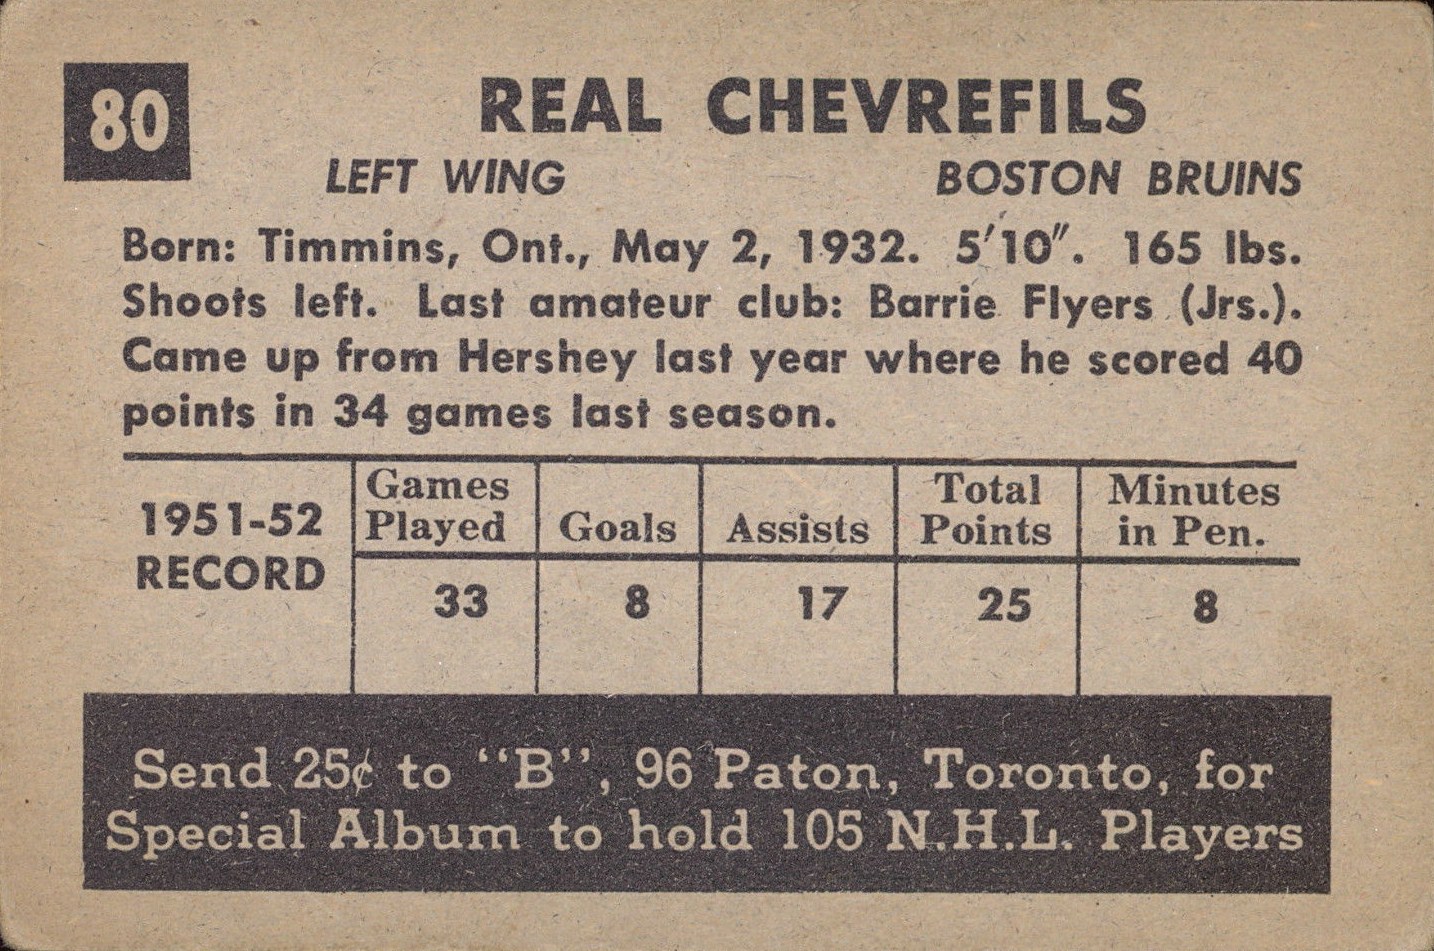 80
REAL CHEVREFILS
LEFT WING BOSTON BRUINS
Born: Timmins, Ont., May 2, 1932. 5'10". 165 lbs.
Shoots left. Last amateur club: Barrie Flyers (Jrs.).
Came up from Hershey last year where he scored 40
points in 34 games last season.
1951-52 RECORD
Games Played Goals Assists Total Points Minutes in Pen.
33 8 17 25 8
Send 25¢ to "B", 96 Paton, Toronto, for
Special Album to hold 105 N.H.L. Players